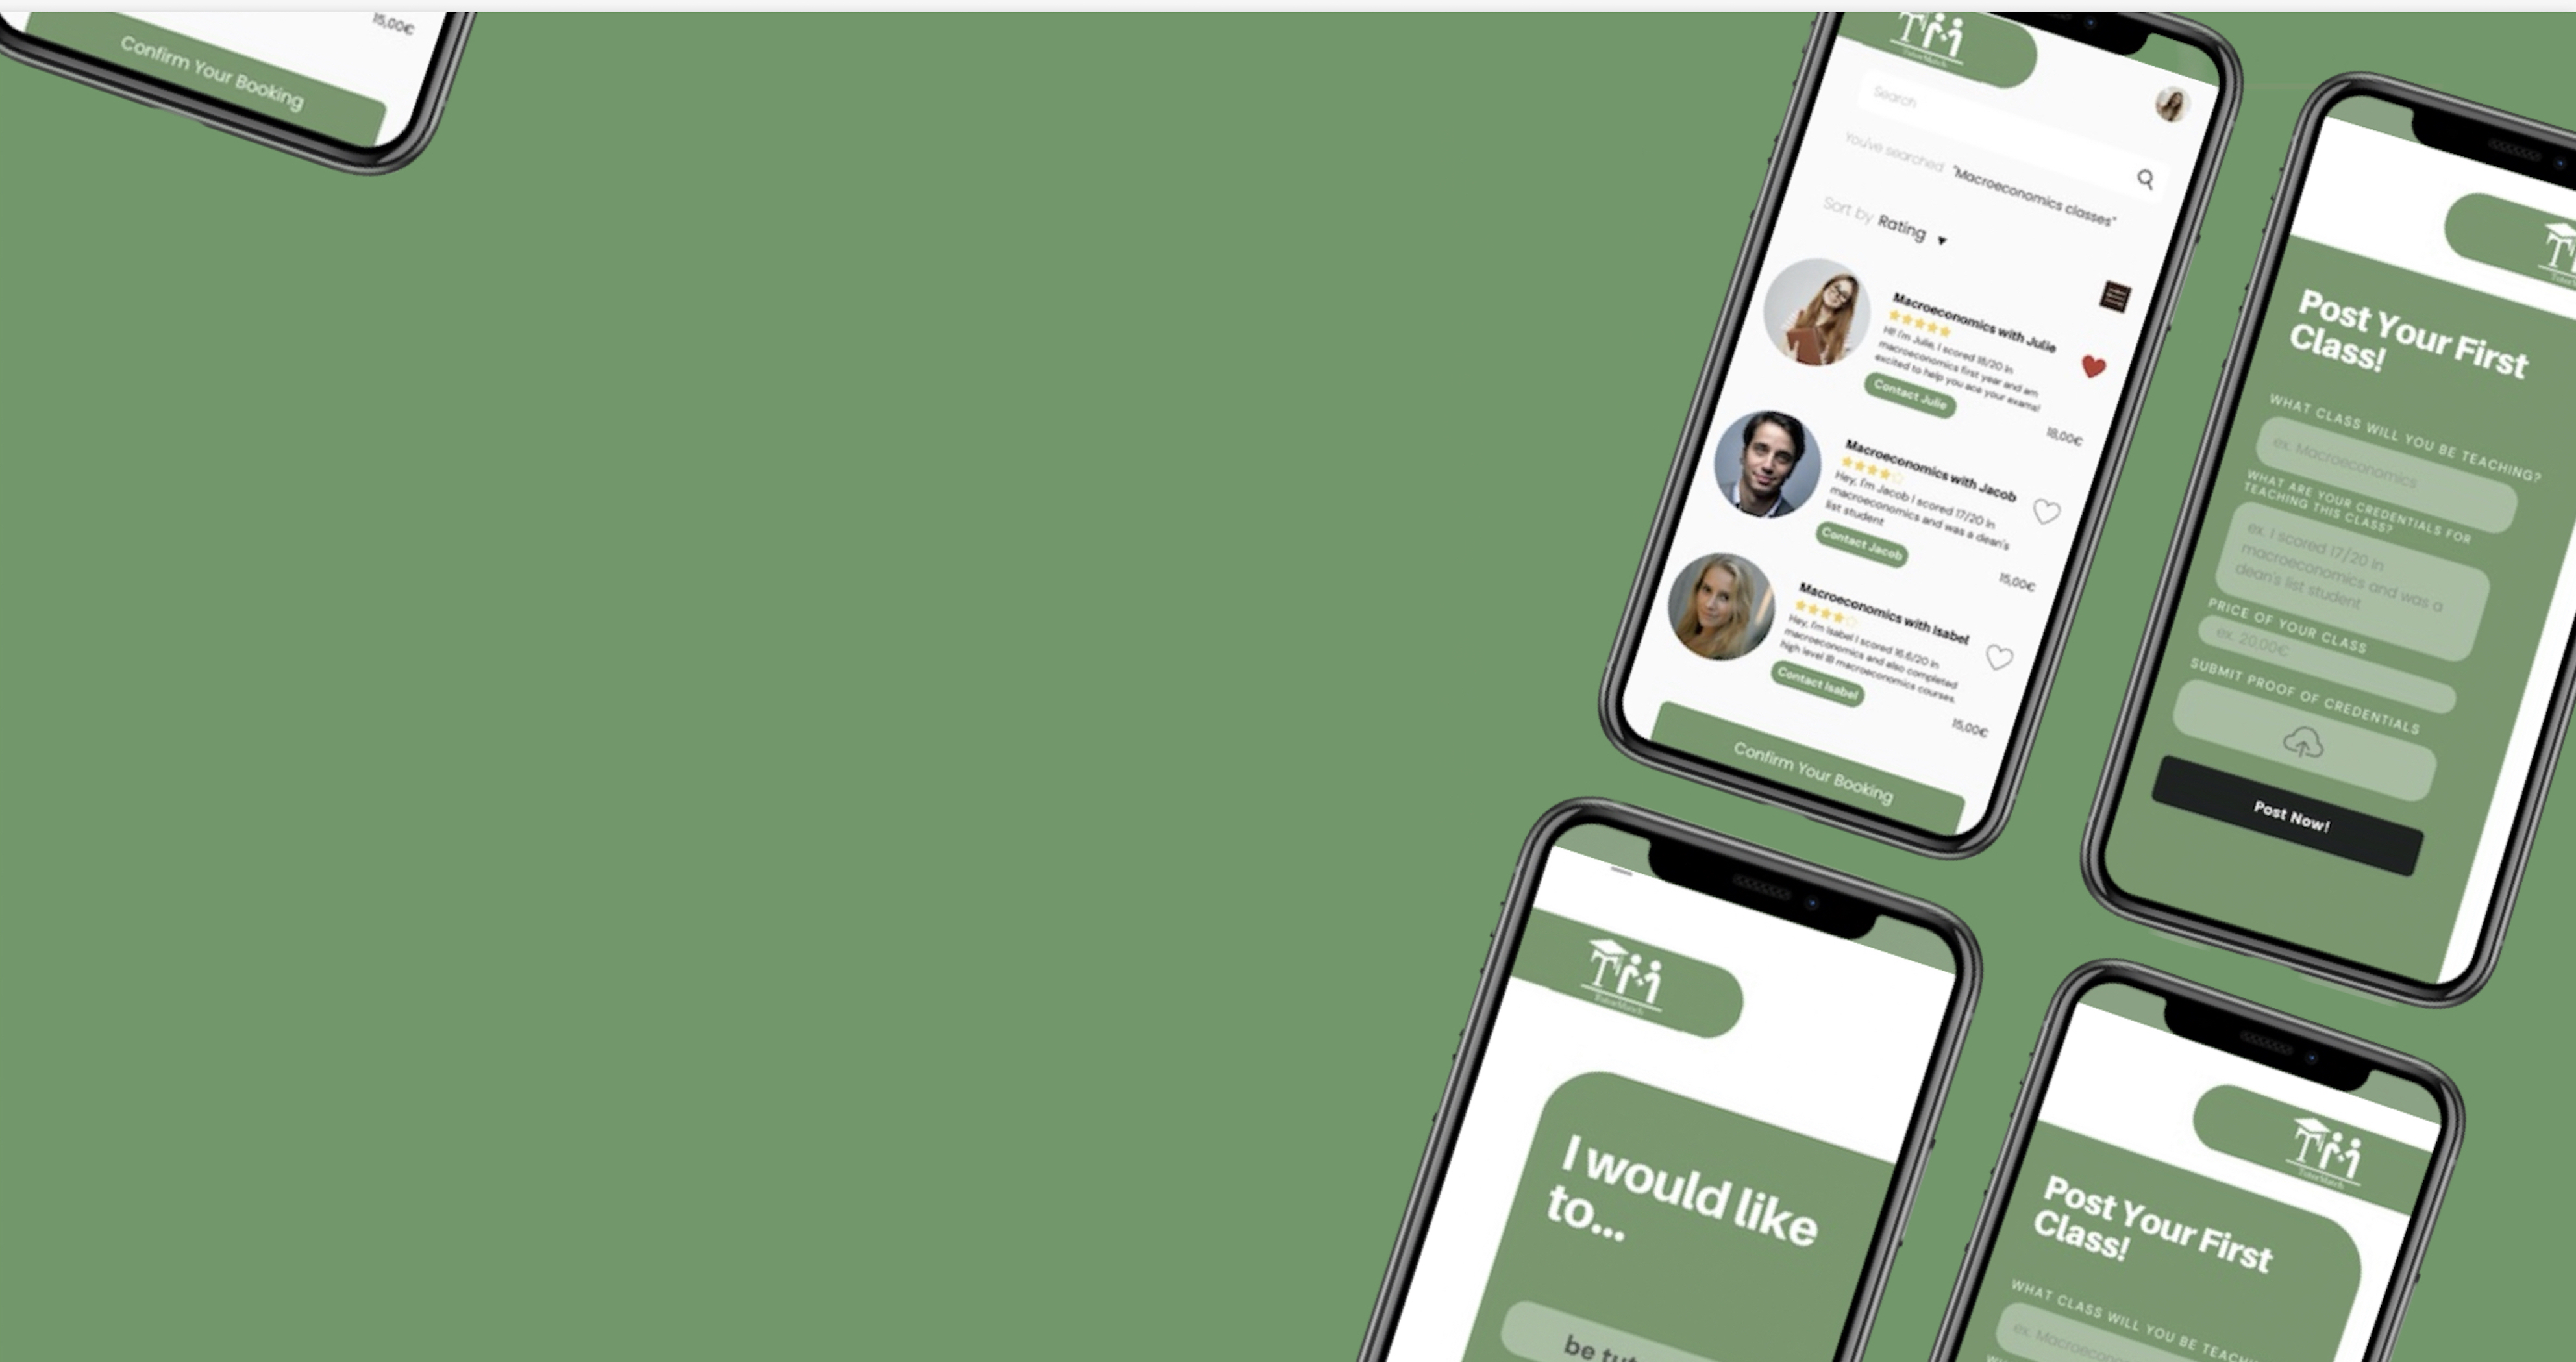 15,00€
Confirm Your Booking
TM
TutorMatch
Search
You've searched "Macroeconomics classes"
Sort by Rating ▼
Macroeconomics with Julie
Hi! I'm Julie, I scored 18/20 in
macroeconomics first year and am
excited to help you ace your exams!
Contact Julie
18,00€
Macroeconomics with Jacob
Hey, I'm Jacob I scored 17/20 in
macroeconomics and was a dean's
list student
Contact Jacob
15,00€
Macroeconomics with Isabel
Hey, I'm Isabel I scored 16.6/20 in
macroeconomics and also completed
high level IB macroeconomics courses.
Contact Isabel
15,00€
Confirm Your Booking
Post Your First
Class!
WHAT CLASS WILL YOU BE TEACHING?
ex. Macroeconomics
WHAT ARE YOUR CREDENTIALS FOR
TEACHING THIS CLASS?
ex. I scored 17/20 in
macroeconomics and was a
dean's list student
PRICE OF YOUR CLASS
ex. 20,00€
SUBMIT PROOF OF CREDENTIALS
Post Now!
TM
TutorMatch
I would like
to...
be tut
TM
TutorMatch
Post Your First
Class!
WHAT CLASS WILL YOU BE TEACH
ex. Macroecono